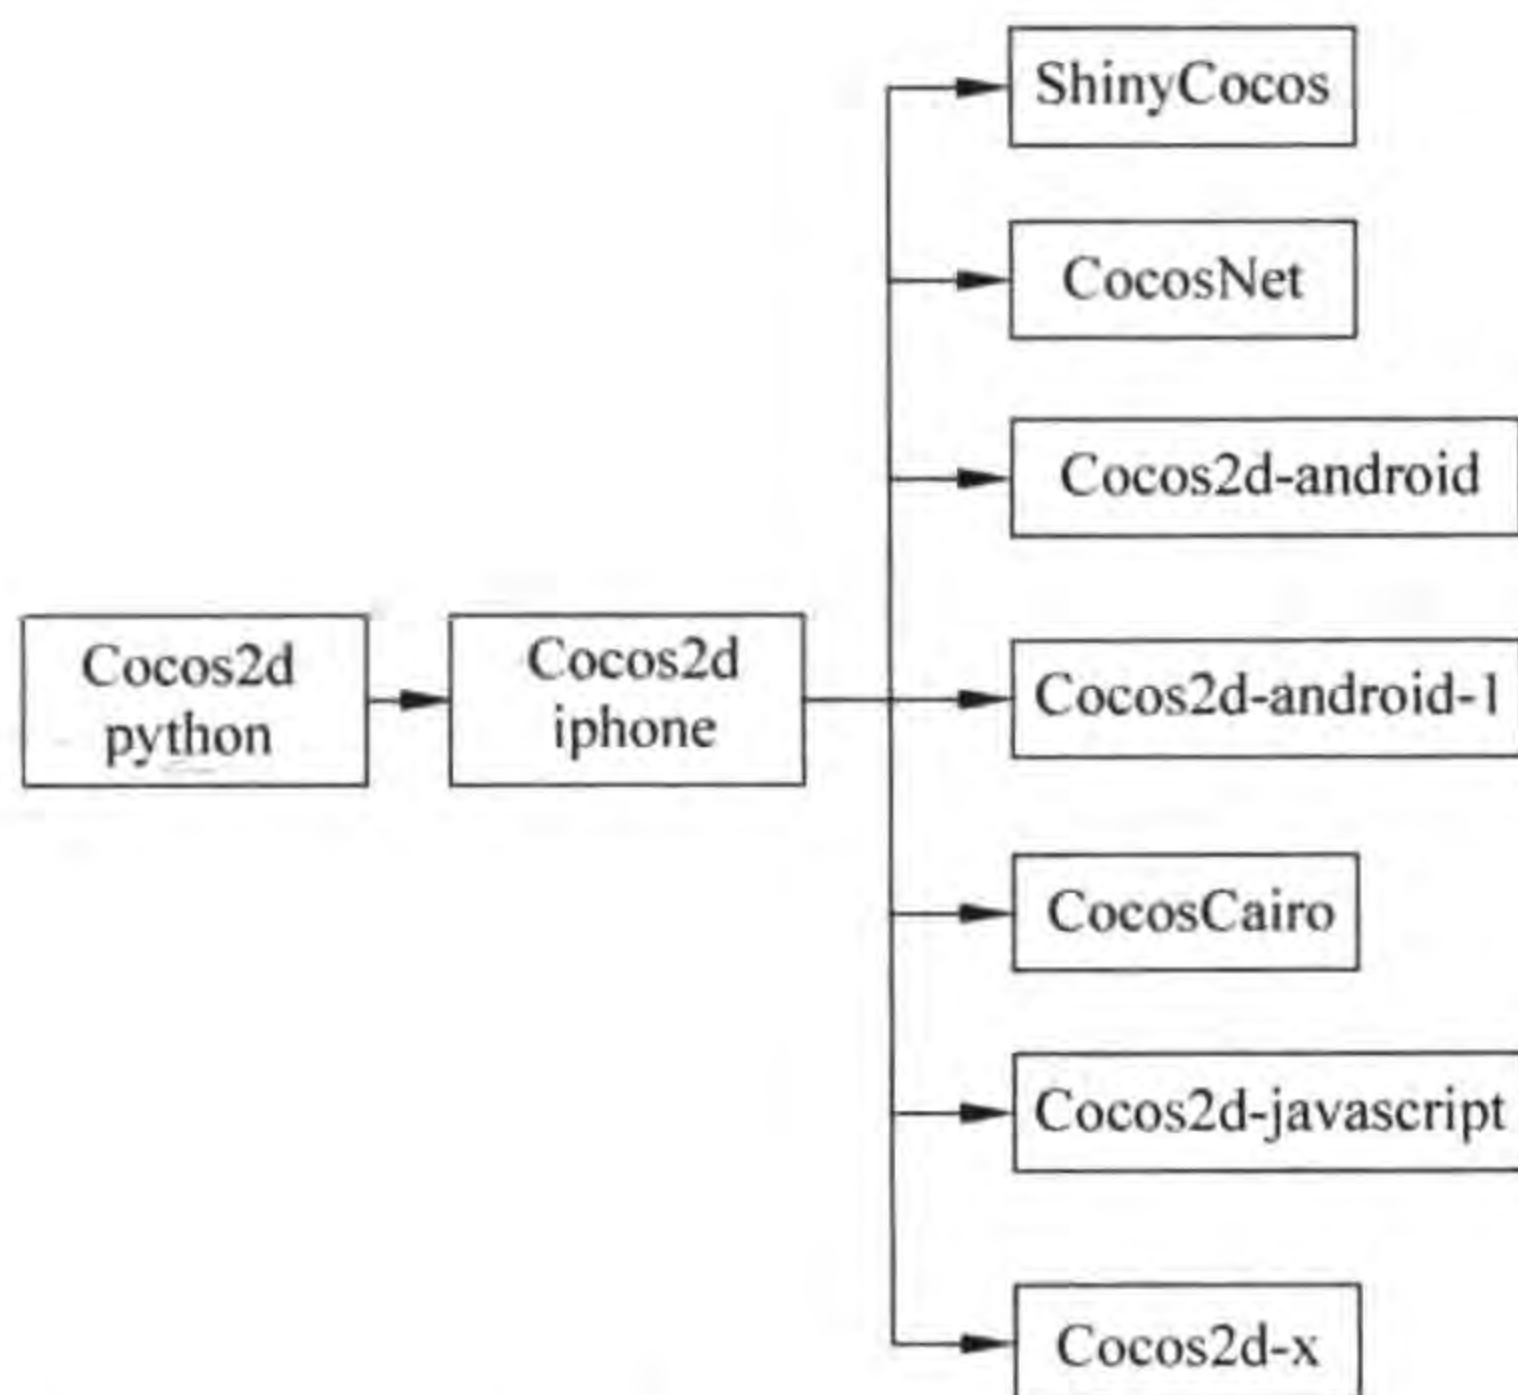 ShinyCocos
CocosNet
Cocos2d-android
Cocos2d
python
Cocos2d
iphone
Cocos2d-android-1
CocosCairo
Cocos2d-javascript
Cocos2d-x